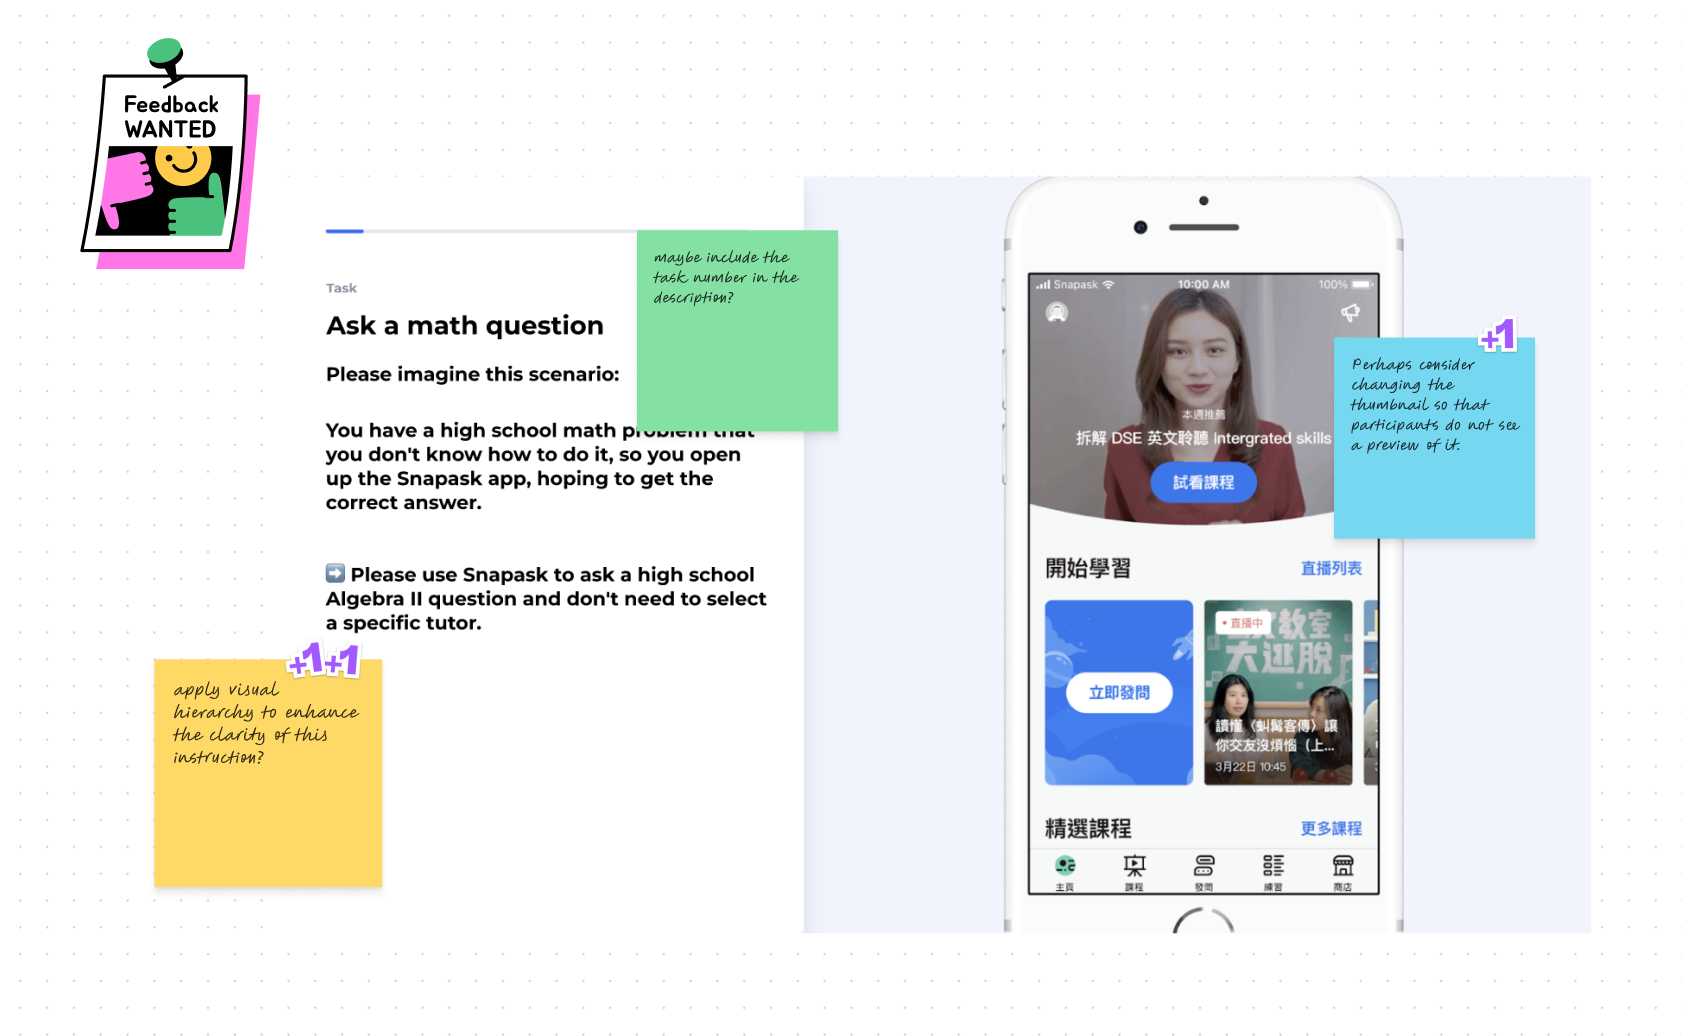 Feedback
WANTED
Task
Ask a math question
Please imagine this scenario:
You have a high school math problem that
you don't know how to do it, so you open
up the Snapask app, hoping to get the
correct answer.
➡️ Please use Snapask to ask a high school
Algebra II question and don't need to select
a specific tutor.
maybe include the
task number in the
description?
+1+1
apply visual
hierarchy to enhance
the clarity of this
instruction?
Snapask
10:00 AM
100%
本週推薦
拆解 DSE 英文聆聽 Intergrated skills
試看課程
+1
Perhaps consider
changing the
thumbnail so that
participants do not see
a preview of it.
開始學習
直播列表
立即發問
直播中
教室
大逃脫
讀懂〈虯髯客傳〉讓
你交友沒煩惱（上...
3月22日 10:45
精選課程
更多課程
主頁
課程
發問
練習
商店